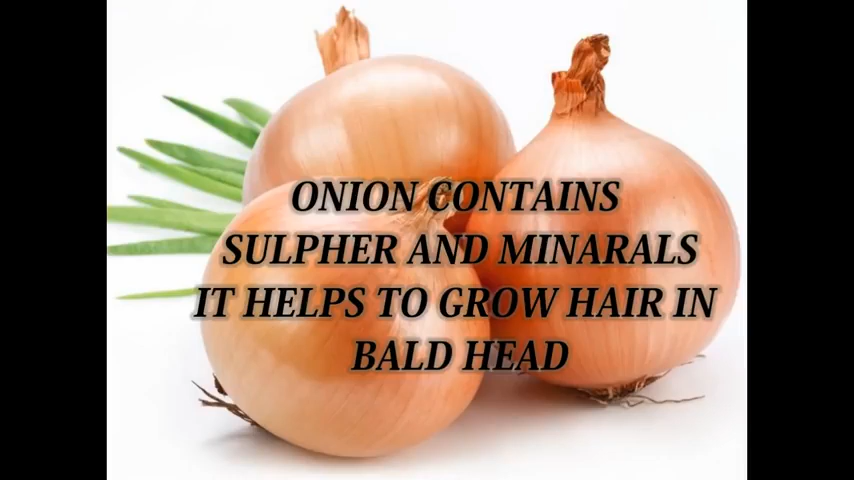 ONION CONTAINS
SULPHER AND MINARALS
IT HELPS TO GROW HAIR IN
BALD HEAD